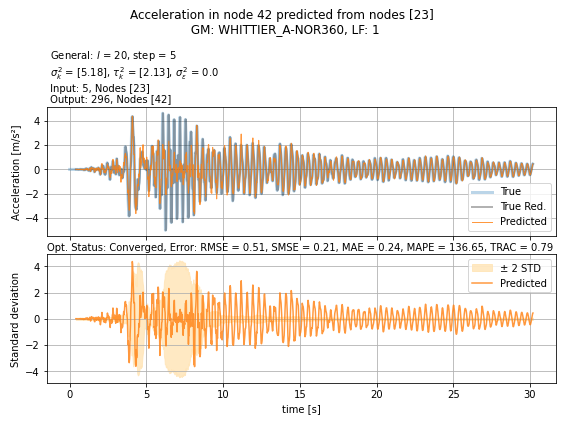 Acceleration in node 42 predicted from nodes [23]
GM: WHITTIER_A-NOR360, LF: 1
General: l = 20, step = 5
σ²ₖ = [5.18], τ²ₖ = [2.13], σ²ε = 0.0
Input: 5, Nodes [23]
Output: 296, Nodes [42]
Acceleration [m/s²]
4
2
0
−2
−4
True
True Red.
Predicted
Opt. Status: Converged, Error: RMSE = 0.51, SMSE = 0.21, MAE = 0.24, MAPE = 136.65, TRAC = 0.79
Standard deviation
4
2
0
−2
−4
± 2 STD
Predicted
0 5 10 15 20 25 30
time [s]